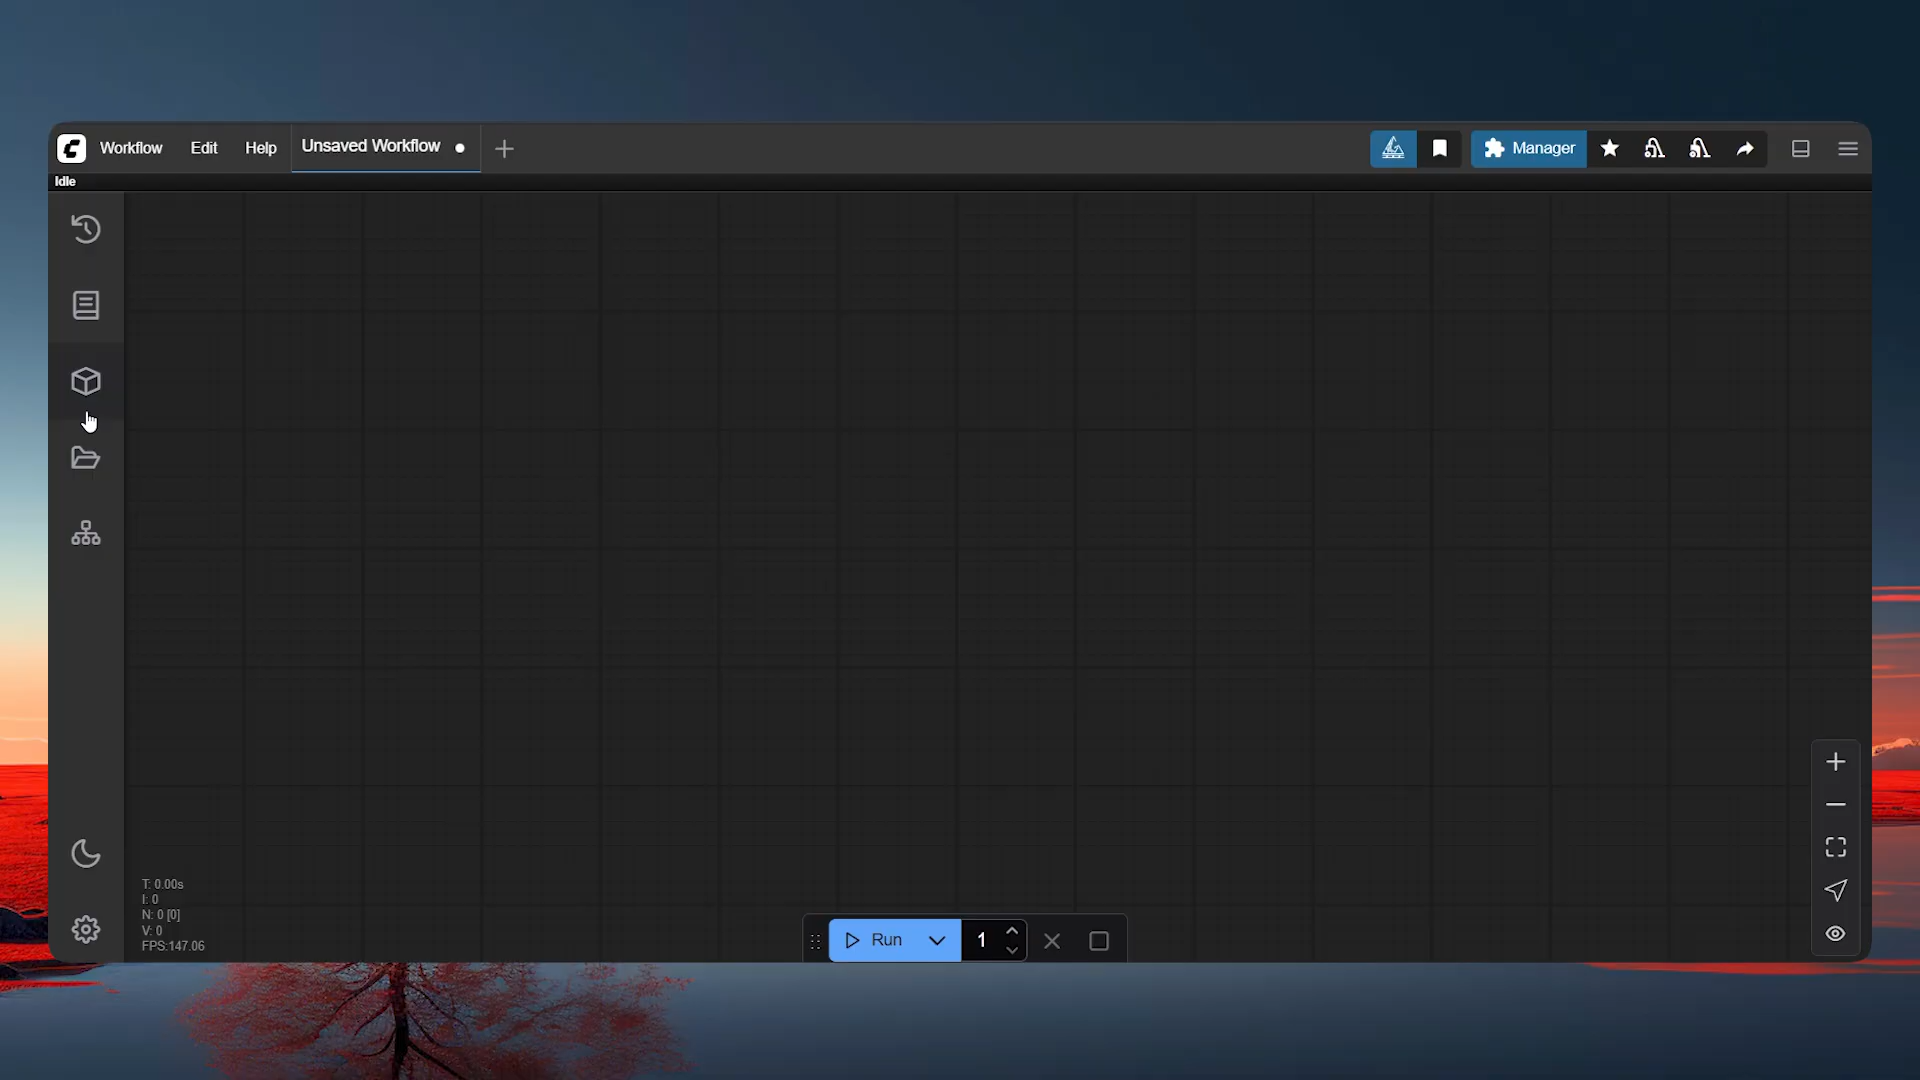 Workflow Edit Help Unsaved Workflow Manager
Idle
T: 0.00s
I: 0
N: 0 [0]
V: 0
FPS:147.06
Run 1